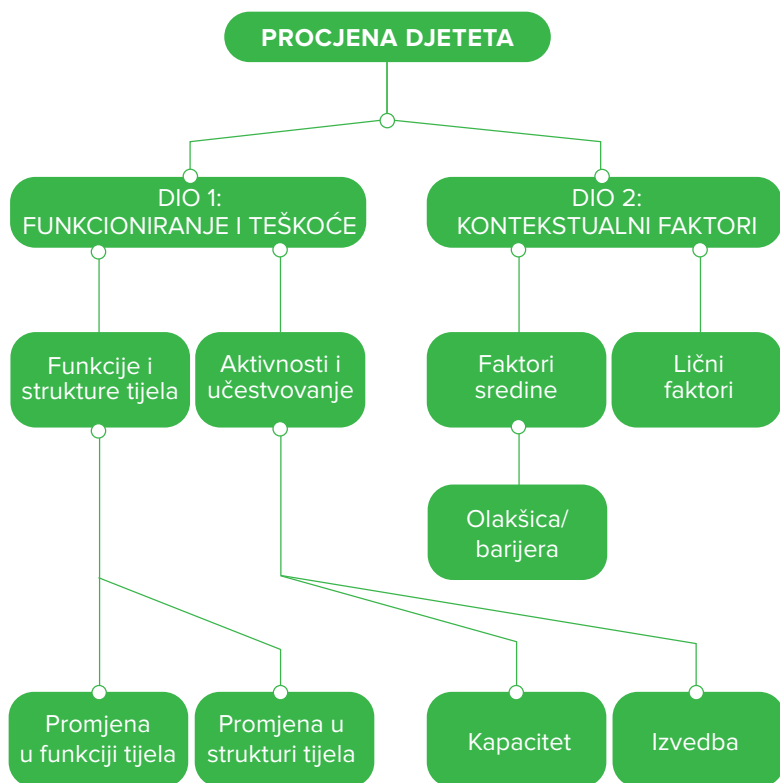 PROCJENA DJETETA
DIO 1:
FUNKCIONIRANJE I TEŠKOĆE
DIO 2:
KONTEKSTUALNI FAKTORI
Funkcije i
strukture tijela
Aktivnosti i
učestvovanje
Faktori
sredine
Lični
faktori
Olakšica/
barijera
Promjena
u funkciji tijela
Promjena u
strukturi tijela
Kapacitet
Izvedba